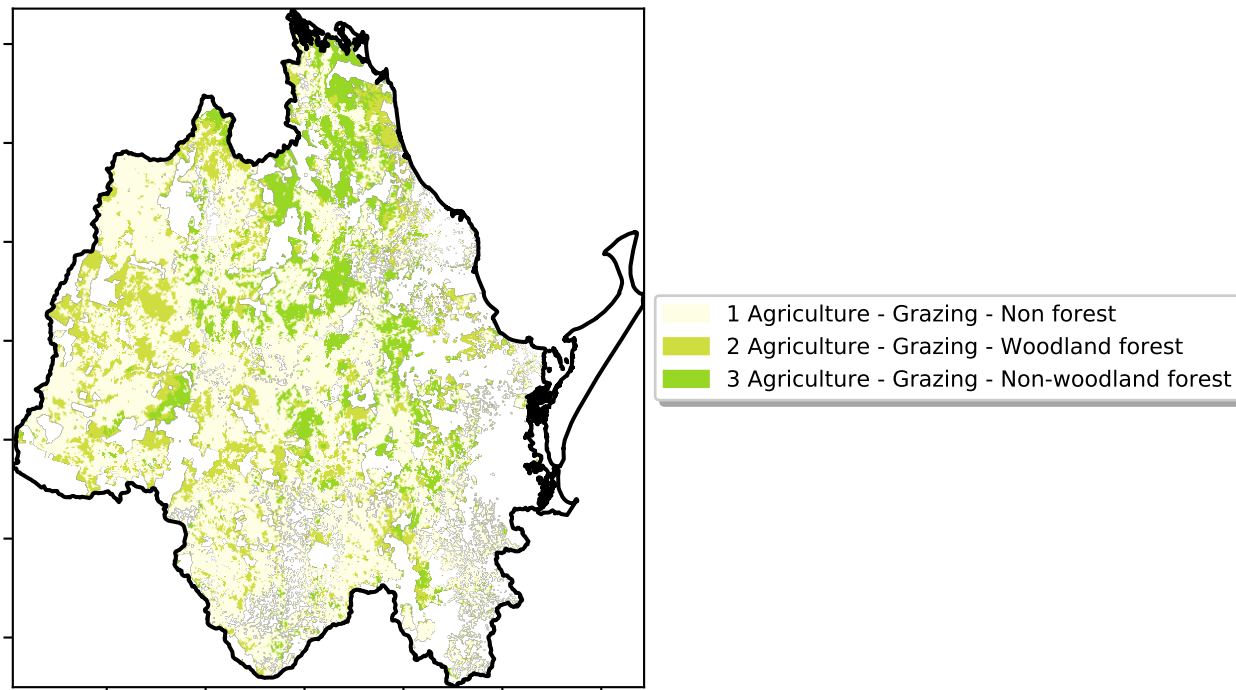 1 Agriculture - Grazing - Non forest
2 Agriculture - Grazing - Woodland forest
3 Agriculture - Grazing - Non-woodland forest